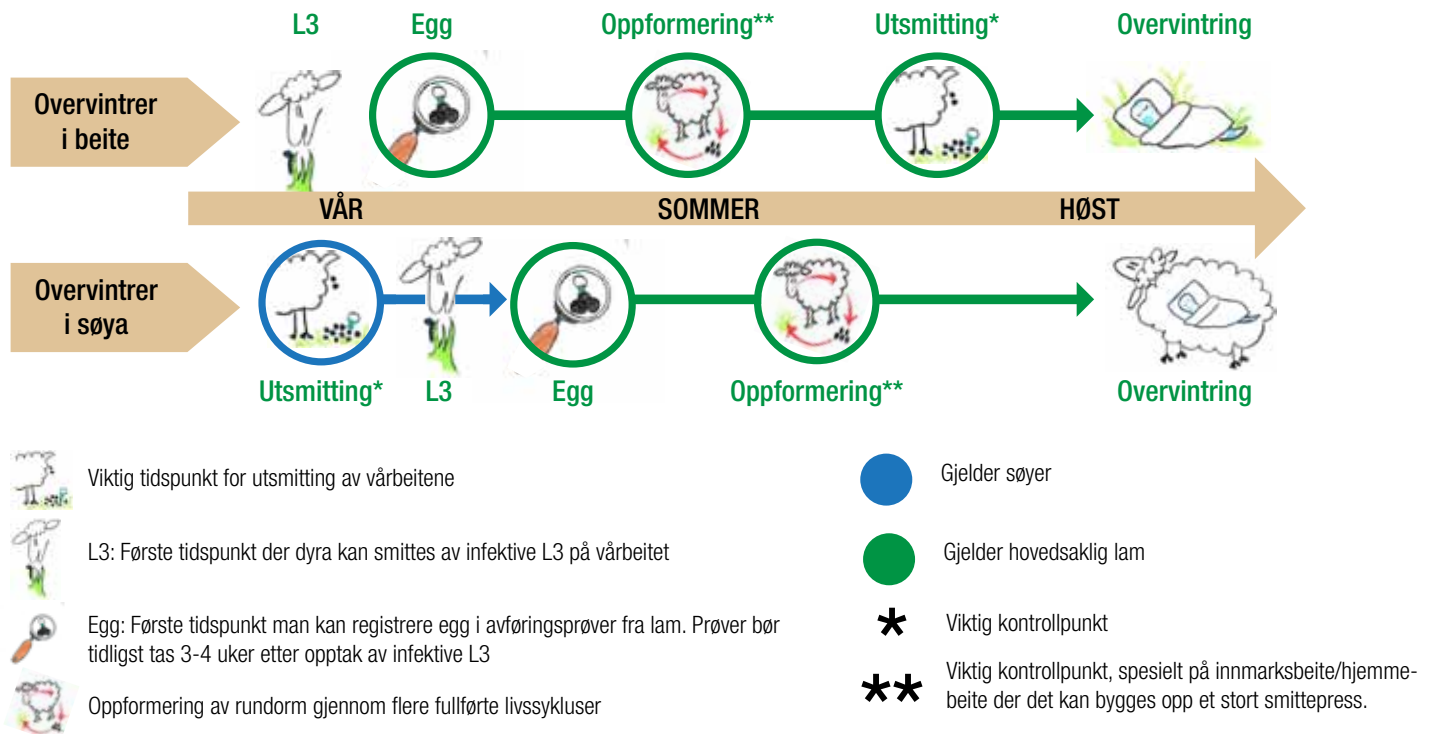 L3 Egg Oppformering** Utsmitting* Overvintring
Overvintrer
i beite
VÅR SOMMER HØST
Overvintrer
i søya
Utsmitting* L3 Egg Oppformering** Overvintring
Viktig tidspunkt for utsmitting av vårbeitene
L3: Første tidspunkt der dyra kan smittes av infektive L3 på vårbeitet
Egg: Første tidspunkt man kan registrere egg i avføringsprøver fra lam. Prøver bør
tidligst tas 3-4 uker etter opptak av infektive L3
Oppformering av rundorm gjennom flere fullførte livssykluser
Gjelder søyer
Gjelder hovedsaklig lam
* Viktig kontrollpunkt
** Viktig kontrollpunkt, spesielt på innmarksbeite/hjemme-
beite der det kan bygges opp et stort smittepress.